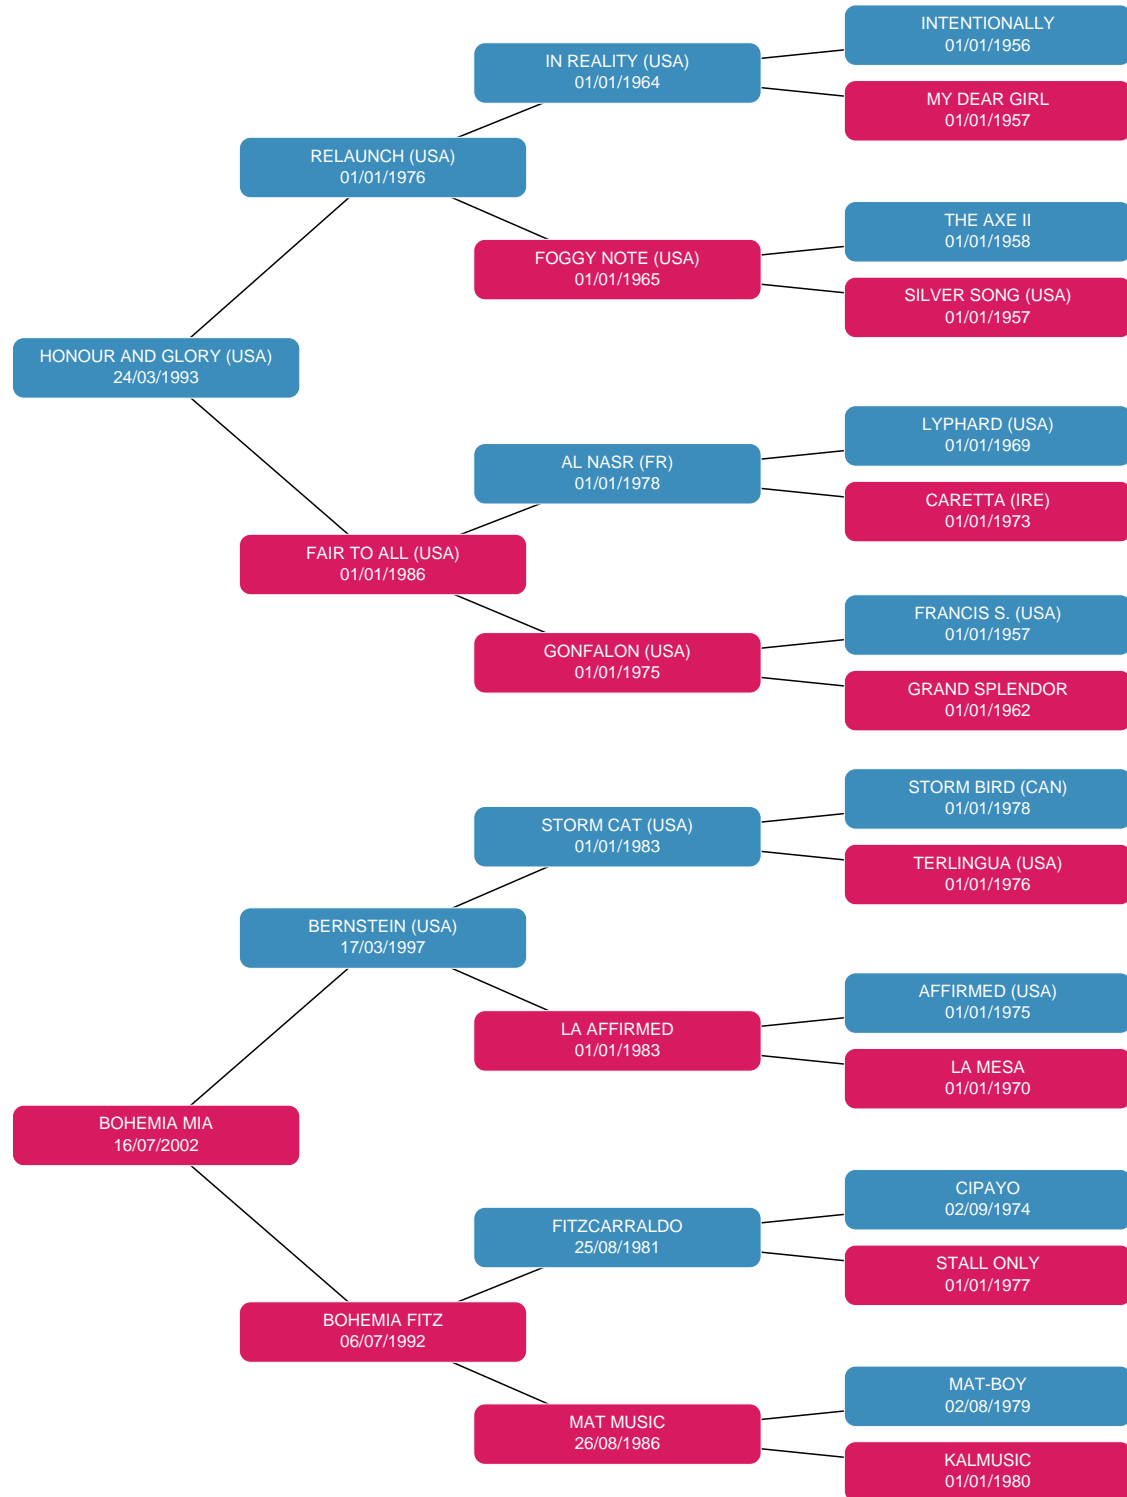 INTENTIONALLY
01/01/1956
IN REALITY (USA)
01/01/1964
MY DEAR GIRL
01/01/1957
RELAUNCH (USA)
01/01/1976
THE AXE II
01/01/1958
FOGGY NOTE (USA)
01/01/1965
SILVER SONG (USA)
01/01/1957
HONOUR AND GLORY (USA)
24/03/1993
LYPHARD (USA)
01/01/1969
AL NASR (FR)
01/01/1978
CARETTA (IRE)
01/01/1973
FAIR TO ALL (USA)
01/01/1986
FRANCIS S. (USA)
01/01/1957
GONFALON (USA)
01/01/1975
GRAND SPLENDOR
01/01/1962
STORM BIRD (CAN)
01/01/1978
STORM CAT (USA)
01/01/1983
TERLINGUA (USA)
01/01/1976
BERNSTEIN (USA)
17/03/1997
AFFIRMED (USA)
01/01/1975
LA AFFIRMED
01/01/1983
LA MESA
01/01/1970
BOHEMIA MIA
16/07/2002
CIPAYO
02/09/1974
FITZCARRALDO
25/08/1981
STALL ONLY
01/01/1977
BOHEMIA FITZ
06/07/1992
MAT-BOY
02/08/1979
MAT MUSIC
26/08/1986
KALMUSIC
01/01/1980